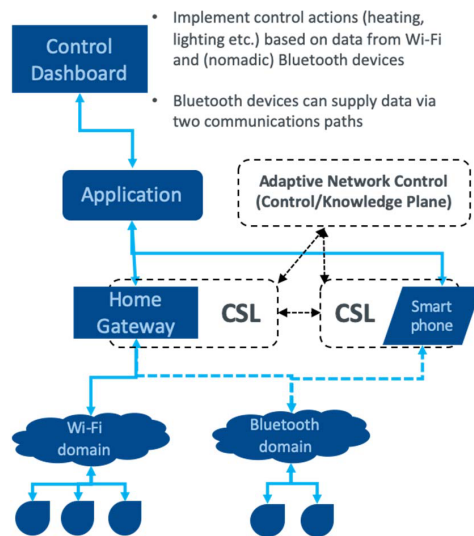 Control
Dashboard
• Implement control actions (heating,
lighting etc.) based on data from Wi-Fi
and (nomadic) Bluetooth devices
• Bluetooth devices can supply data via
two communications paths
Application
Adaptive Network Control
(Control/Knowledge Plane)
Home
Gateway
CSL
CSL
Smart
phone
Wi-Fi
domain
Bluetooth
domain